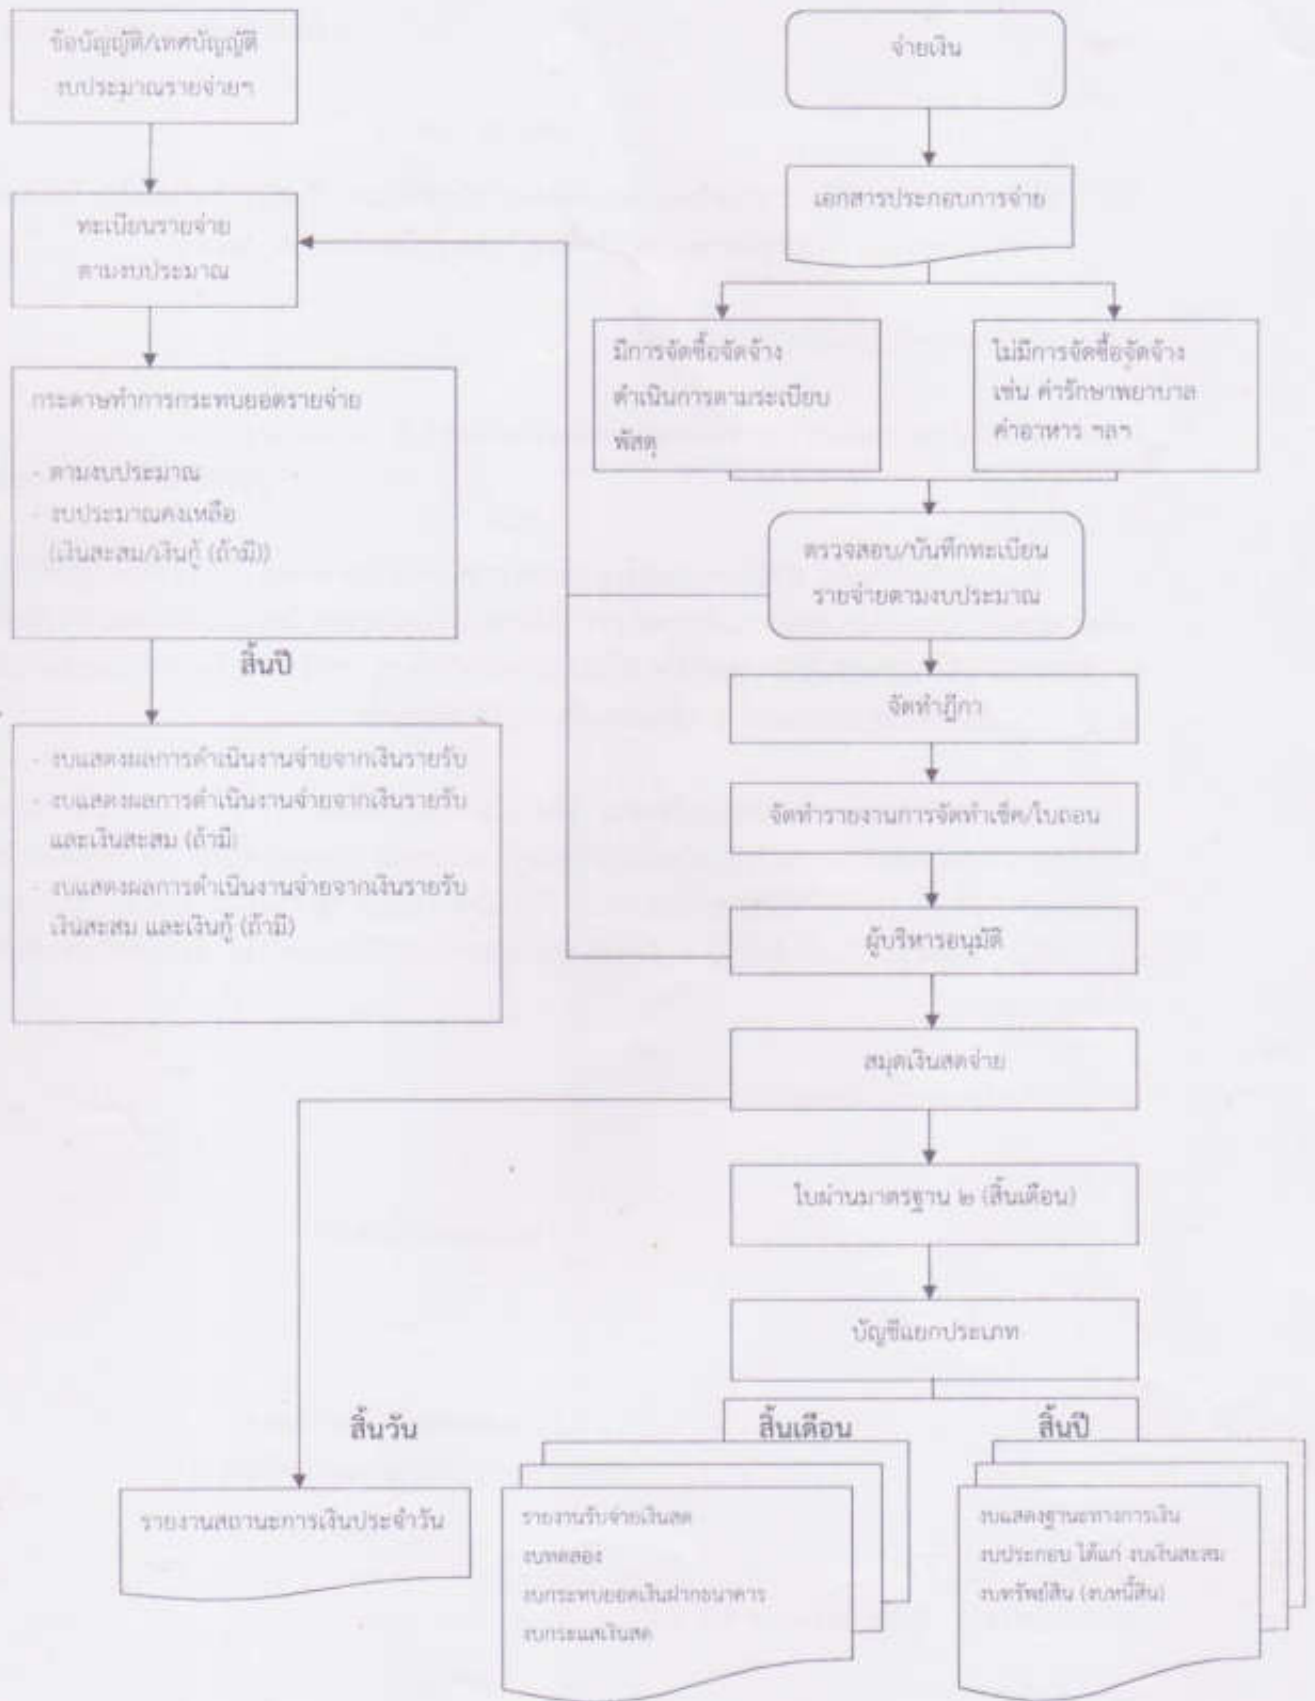 ข้อบัญญัติ/เทศบัญญัติ
งบประมาณรายจ่ายฯ
ทะเบียนรายจ่าย
ตามงบประมาณ
กระดาษทำการกระทบยอดรายจ่าย
- ตามงบประมาณ
- งบประมาณคงเหลือ
(เงินสะสม/เงินกู้ (ถ้ามี))
สิ้นปี
- งบแสดงผลการดำเนินงานจ่ายจากเงินรายรับ
- งบแสดงผลการดำเนินงานจ่ายจากเงินรายรับ
และเงินสะสม (ถ้ามี)
- งบแสดงผลการดำเนินงานจ่ายจากเงินรายรับ
เงินสะสม และเงินกู้ (ถ้ามี)
จ่ายเงิน
เอกสารประกอบการจ่าย
มีการจัดซื้อจัดจ้าง
ดำเนินการตามระเบียบ
พัสดุ
ไม่มีการจัดซื้อจัดจ้าง
เช่น ค่ารักษาพยาบาล
ค่าอาหาร ฯลฯ
ตรวจสอบ/บันทึกทะเบียน
รายจ่ายตามงบประมาณ
จัดทำฎีกา
จัดทำรายงานการจัดทำเช็ค/ใบถอน
ผู้บริหารอนุมัติ
สมุดเงินสดจ่าย
ใบผ่านมาตรฐาน ๒ (สิ้นเดือน)
บัญชีแยกประเภท
สิ้นวัน
รายงานสถานะการเงินประจำวัน
สิ้นเดือน
รายงานรับจ่ายเงินสด
งบทดลอง
งบกระทบยอดเงินฝากธนาคาร
งบกระแสเงินสด
สิ้นปี
งบแสดงฐานะทางการเงิน
งบประกอบ ได้แก่ งบเงินสะสม
งบทรัพย์สิน (งบหนี้สิน)